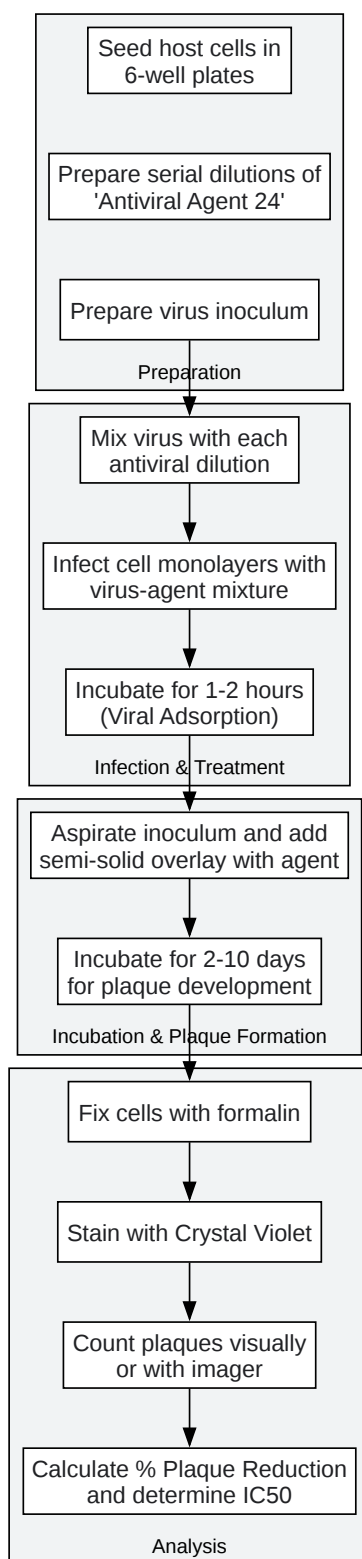 Seed host cells in
6-well plates
Prepare serial dilutions of
'Antiviral Agent 24'
Prepare virus inoculum
Preparation
Mix virus with each
antiviral dilution
Infect cell monolayers with
virus-agent mixture
Incubate for 1-2 hours
(Viral Adsorption)
Infection & Treatment
Aspirate inoculum and add
semi-solid overlay with agent
Incubate for 2-10 days
for plaque development
Incubation & Plaque Formation
Fix cells with formalin
Stain with Crystal Violet
Count plaques visually
or with imager
Calculate % Plaque Reduction
and determine IC50
Analysis